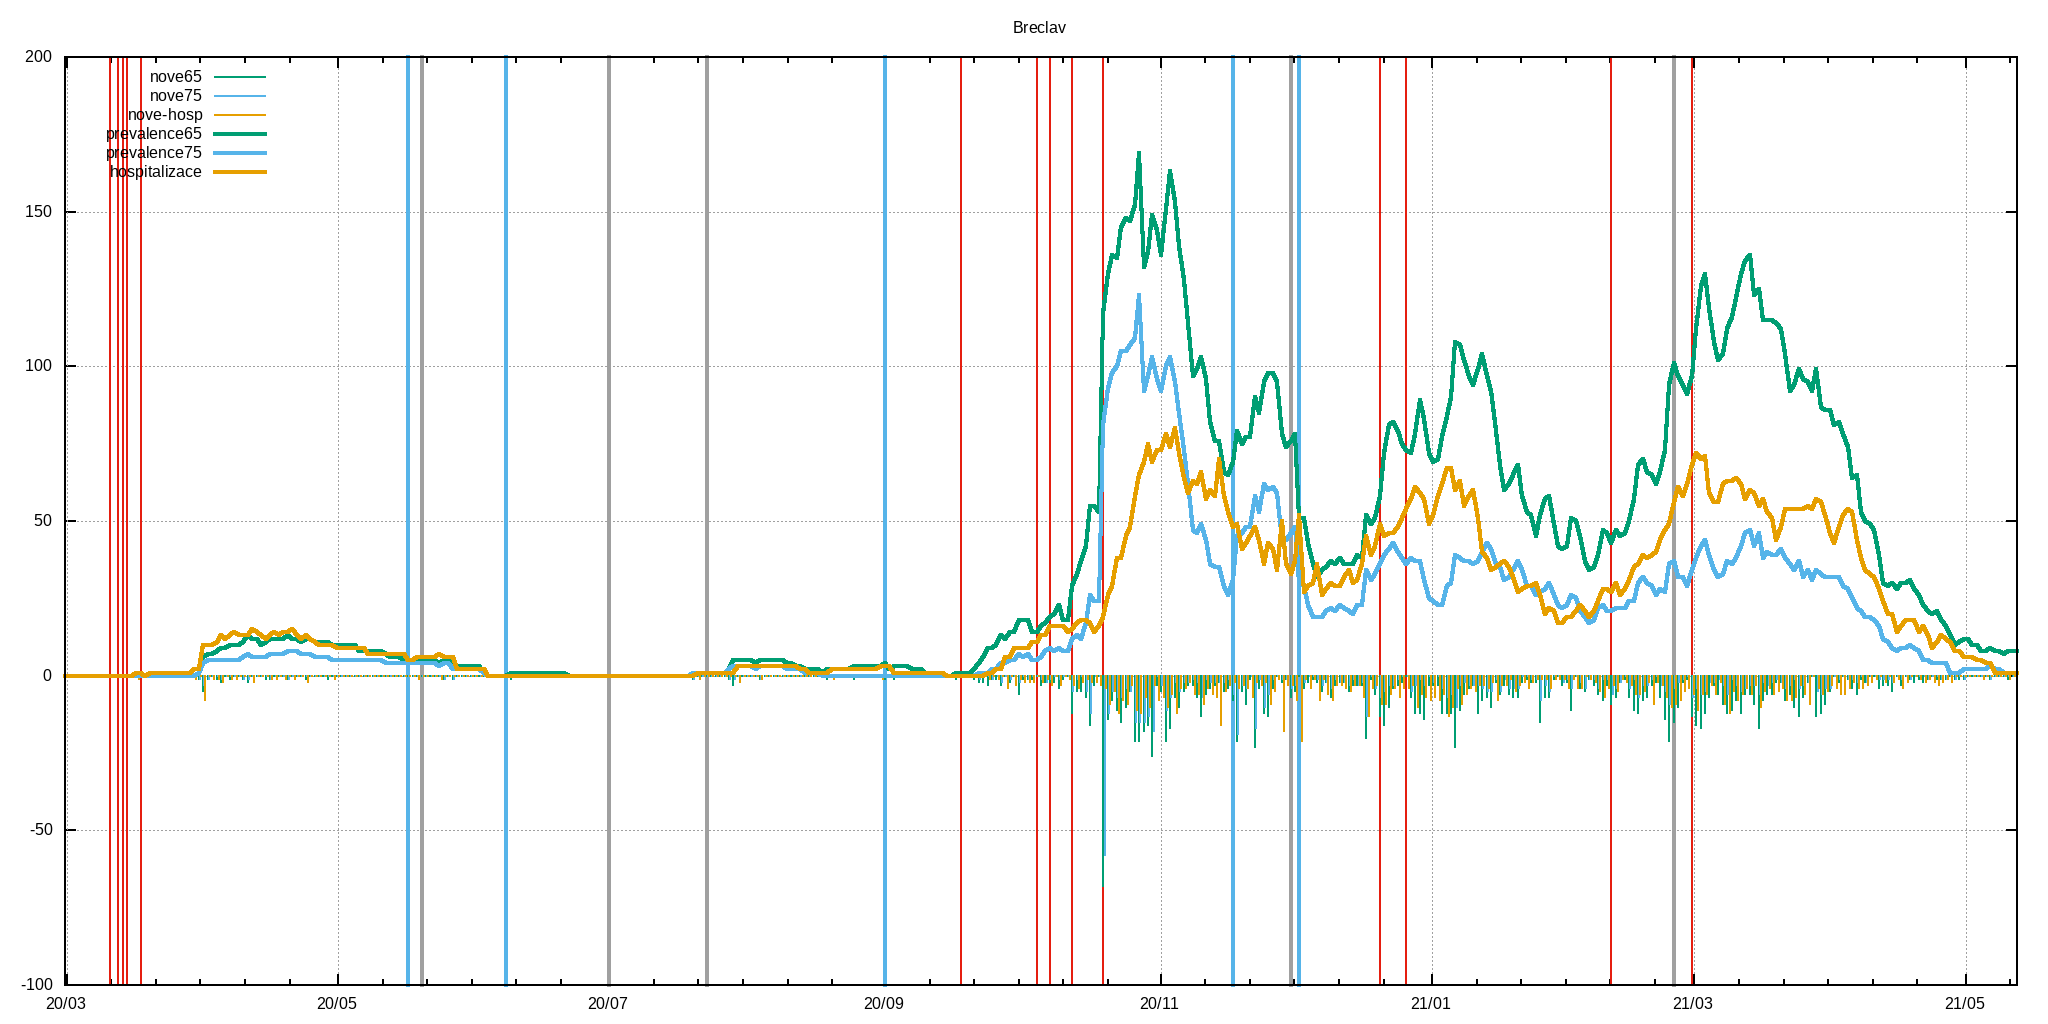 Breclav
200
nove65
nove75
nove-hosp
prevalence65
prevalence75
hospitalizace
150
100
50
0
-50
-100
20/03 20/05 20/07 20/09 20/11 21/01 21/03 21/05